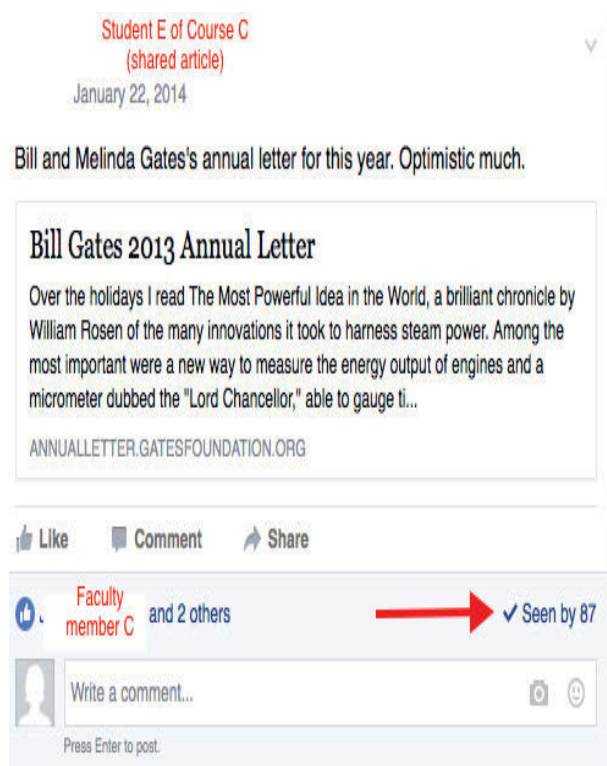 Student E of Course C
(shared article)
January 22, 2014
Bill and Melinda Gates's annual letter for this year. Optimistic much.
Bill Gates 2013 Annual Letter
Over the holidays I read The Most Powerful Idea in the World, a brilliant chronicle by
William Rosen of the many innovations it took to harness steam power. Among the
most important were a new way to measure the energy output of engines and a
micrometer dubbed the "Lord Chancellor," able to gauge ti...
ANNUALLETTER.GATESFOUNDATION.ORG
Like Comment Share
Faculty
member C and 2 others Seen by 87
Write a comment...
Press Enter to post.